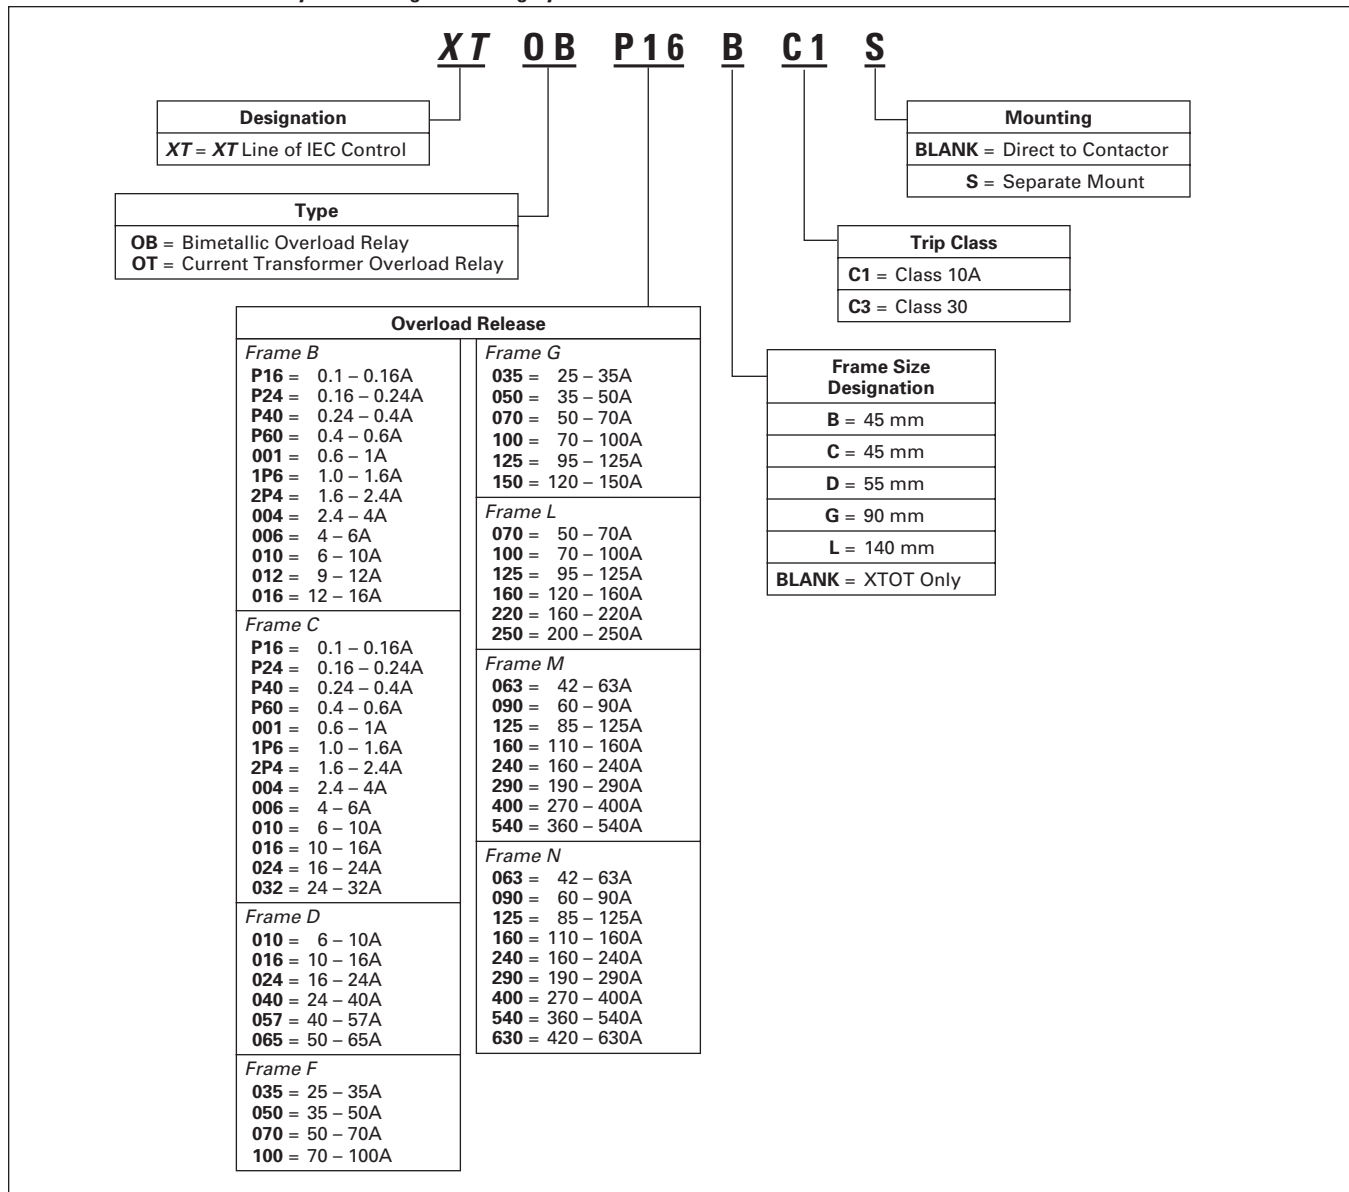 XT OB P16 B C1 S
Designation
XT = XT Line of IEC Control
Type
OB = Bimetallic Overload Relay
OT = Current Transformer Overload Relay
Mounting
BLANK = Direct to Contactor
S = Separate Mount
Trip Class
C1 = Class 10A
C3 = Class 30
Frame Size
Designation
B = 45 mm
C = 45 mm
D = 55 mm
G = 90 mm
L = 140 mm
BLANK = XTOT Only
Overload Release
Frame B
P16 = 0.1 – 0.16A
P24 = 0.16 – 0.24A
P40 = 0.24 – 0.4A
P60 = 0.4 – 0.6A
001 = 0.6 – 1A
1P6 = 1.0 – 1.6A
2P4 = 1.6 – 2.4A
004 = 2.4 – 4A
006 = 4 – 6A
010 = 6 – 10A
012 = 9 – 12A
016 = 12 – 16A
Frame C
P16 = 0.1 – 0.16A
P24 = 0.16 – 0.24A
P40 = 0.24 – 0.4A
P60 = 0.4 – 0.6A
001 = 0.6 – 1A
1P6 = 1.0 – 1.6A
2P4 = 1.6 – 2.4A
004 = 2.4 – 4A
006 = 4 – 6A
010 = 6 – 10A
016 = 10 – 16A
024 = 16 – 24A
032 = 24 – 32A
Frame D
010 = 6 – 10A
016 = 10 – 16A
024 = 16 – 24A
040 = 24 – 40A
057 = 40 – 57A
065 = 50 – 65A
Frame F
035 = 25 – 35A
050 = 35 – 50A
070 = 50 – 70A
100 = 70 – 100A
Frame G
035 = 25 – 35A
050 = 35 – 50A
070 = 50 – 70A
100 = 70 – 100A
125 = 95 – 125A
150 = 120 – 150A
Frame L
070 = 50 – 70A
100 = 70 – 100A
125 = 95 – 125A
160 = 120 – 160A
220 = 160 – 220A
250 = 200 – 250A
Frame M
063 = 42 – 63A
090 = 60 – 90A
125 = 85 – 125A
160 = 110 – 160A
240 = 160 – 240A
290 = 190 – 290A
400 = 270 – 400A
540 = 360 – 540A
Frame N
063 = 42 – 63A
090 = 60 – 90A
125 = 85 – 125A
160 = 110 – 160A
240 = 160 – 240A
290 = 190 – 290A
400 = 270 – 400A
540 = 360 – 540A
630 = 420 – 630A